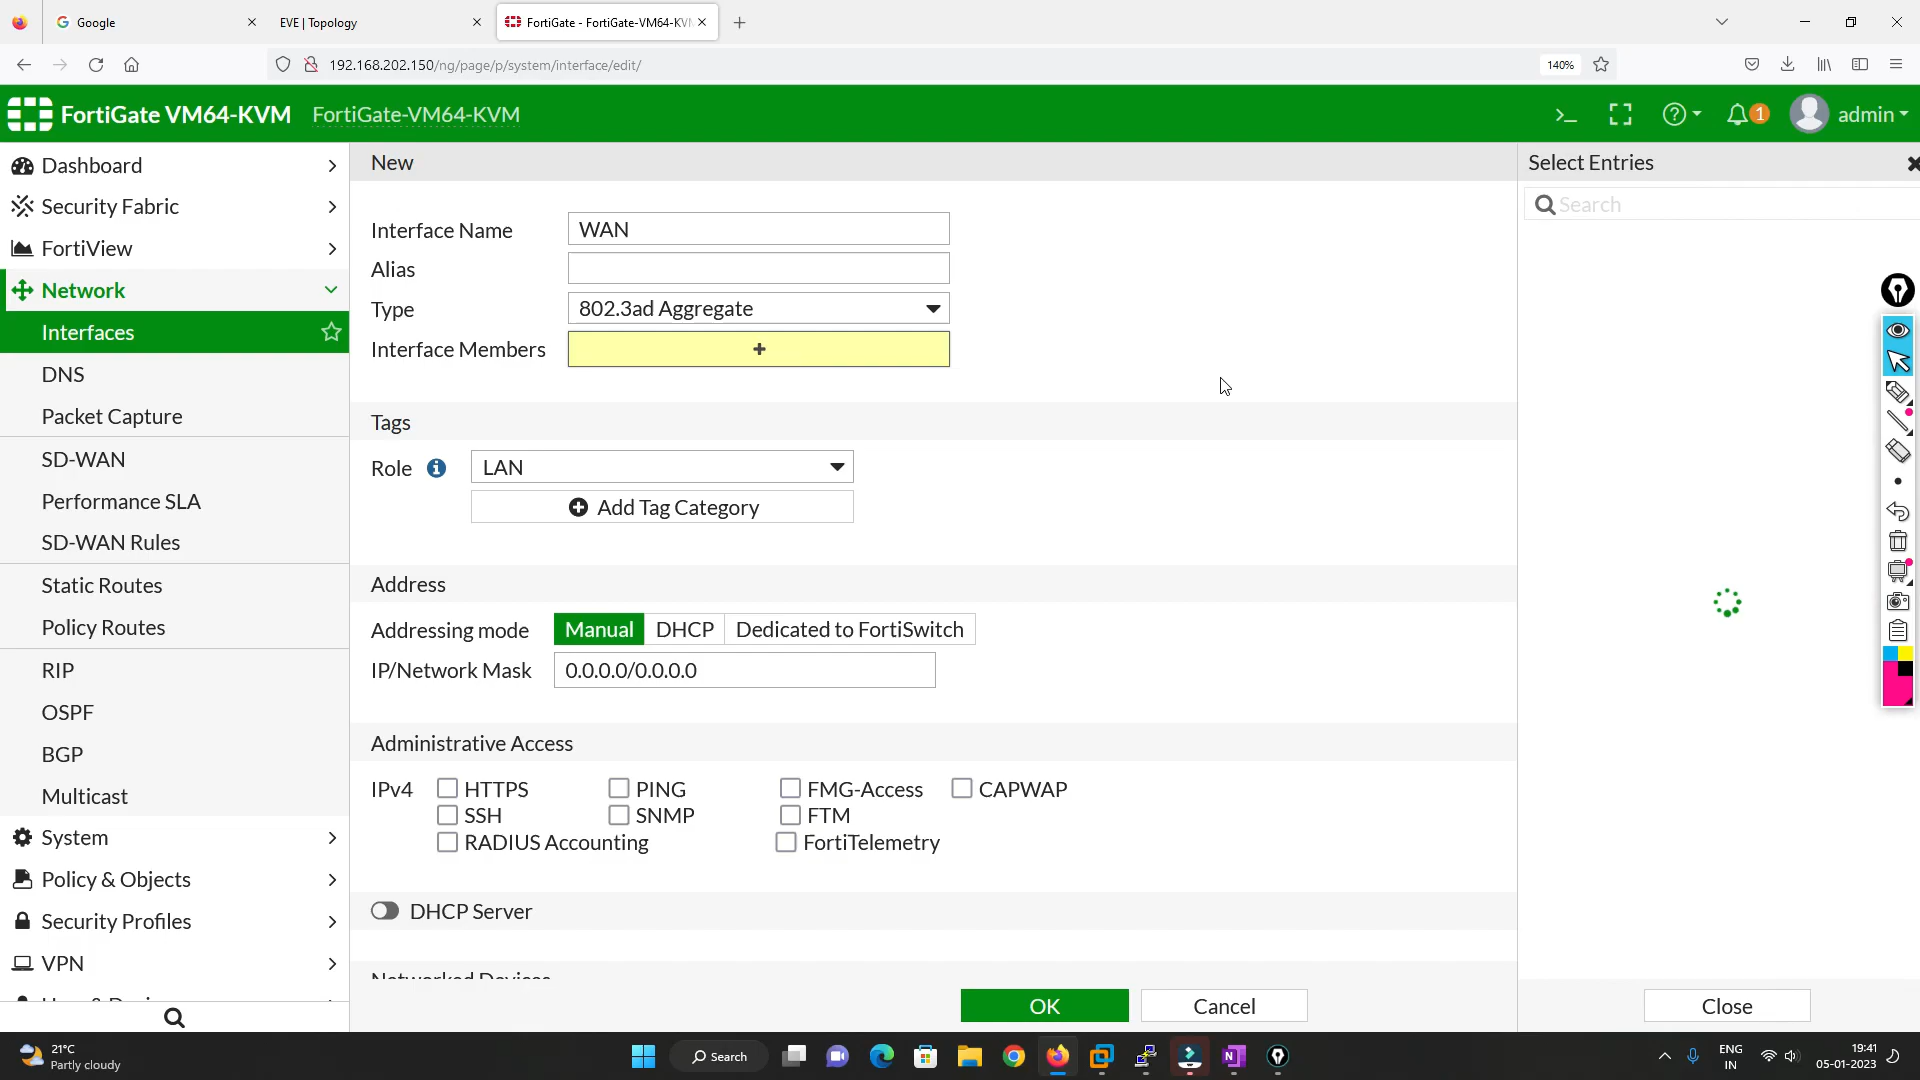 Google
EVE | Topology
FortiGate - FortiGate-VM64-KVM
192.168.202.150/ng/page/p/system/interface/edit/
140%
FortiGate VM64-KVM
FortiGate-VM64-KVM
1
admin
Dashboard
Security Fabric
FortiView
Network
Interfaces
DNS
Packet Capture
SD-WAN
Performance SLA
SD-WAN Rules
Static Routes
Policy Routes
RIP
OSPF
BGP
Multicast
System
Policy & Objects
Security Profiles
VPN
New
Interface Name
WAN
Alias
Type
802.3ad Aggregate
Interface Members
+
Tags
Role
LAN
Add Tag Category
Address
Addressing mode
Manual
DHCP
Dedicated to FortiSwitch
IP/Network Mask
0.0.0.0/0.0.0.0
Administrative Access
IPv4
HTTPS
PING
FMG-Access
CAPWAP
SSH
SNMP
FTM
RADIUS Accounting
FortiTelemetry
DHCP Server
Networked Devices
OK
Cancel
Select Entries
Search
Close
21°C
Partly cloudy
Search
ENG
IN
19:41
05-01-2023